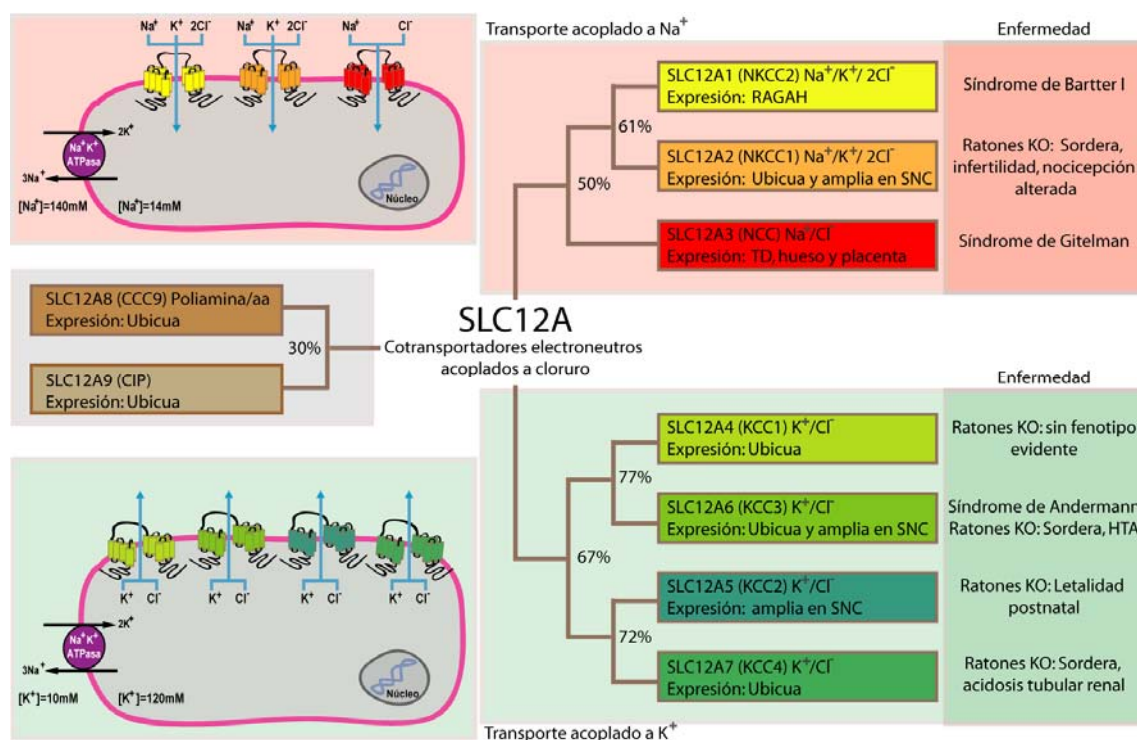 Na⁺ K⁺ 2Cl⁻
Na⁺ K⁺ 2Cl⁻
Na⁺ Cl⁻
2K⁺
Na⁺K⁺
ATPasa
3Na⁺
[Na⁺]=140mM
[Na⁺]=14mM
Núcleo
Transporte acoplado a Na⁺
Enfermedad
SLC12A1 (NKCC2) Na⁺/K⁺/ 2Cl⁻
Expresión: RAGAH
Síndrome de Bartter I
61%
SLC12A2 (NKCC1) Na⁺/K⁺/ 2Cl⁻
Expresión: Ubicua y amplia en SNC
Ratones KO: Sordera,
infertilidad, nocicepción
alterada
50%
SLC12A3 (NCC) Na⁺/Cl⁻
Expresión: TD, hueso y placenta
Síndrome de Gitelman
SLC12A8 (CCC9) Poliamina/aa
Expresión: Ubicua
30%
SLC12A9 (CIP)
Expresión: Ubicua
SLC12A
Cotransportadores electroneutros
acoplados a cloruro
Enfermedad
SLC12A4 (KCC1) K⁺/Cl⁻
Expresión: Ubicua
Ratones KO: sin fenotipo
evidente
77%
SLC12A6 (KCC3) K⁺/Cl⁻
Expresión: Ubicua y amplia en SNC
Síndrome de Andermann
Ratones KO: Sordera, HTA
67%
SLC12A5 (KCC2) K⁺/Cl⁻
Expresión: amplia en SNC
Ratones KO: Letalidad
postnatal
72%
SLC12A7 (KCC4) K⁺/Cl⁻
Expresión: Ubicua
Ratones KO: Sordera,
acidosis tubular renal
Transporte acoplado a K⁺
K⁺ Cl⁻
K⁺ Cl⁻
K⁺ Cl⁻
K⁺ Cl⁻
2K⁺
Na⁺K⁺
ATPasa
3Na⁺
[K⁺]=10mM
[K⁺]=120mM
Núcleo